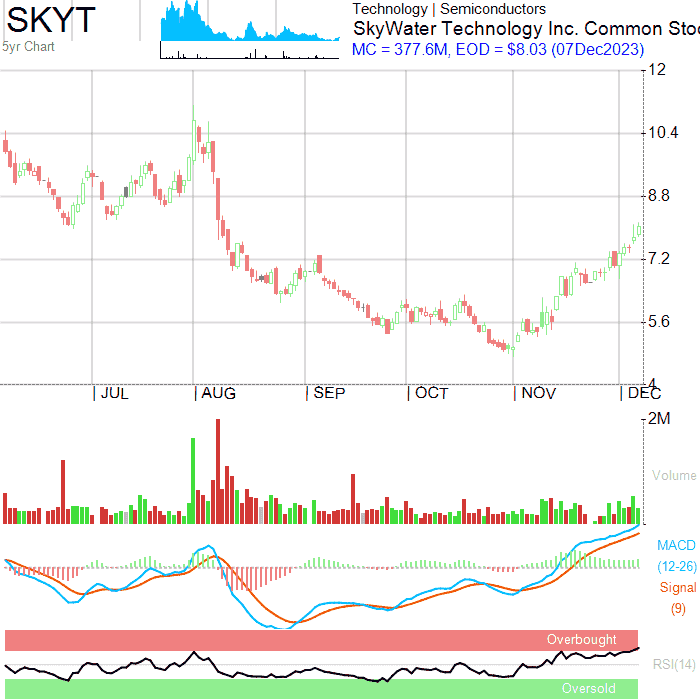 SKYT
5yr Chart
Technology | Semiconductors
SkyWater Technology Inc. Common Stoc
MC = 377.6M, EOD = $8.03 (07Dec2023)
12
10.4
8.8
7.2
5.6
4
JUL
AUG
SEP
OCT
NOV
DEC
2M
Volume
MACD
(12-26)
Signal
(9)
Overbought
RSI(14)
Oversold